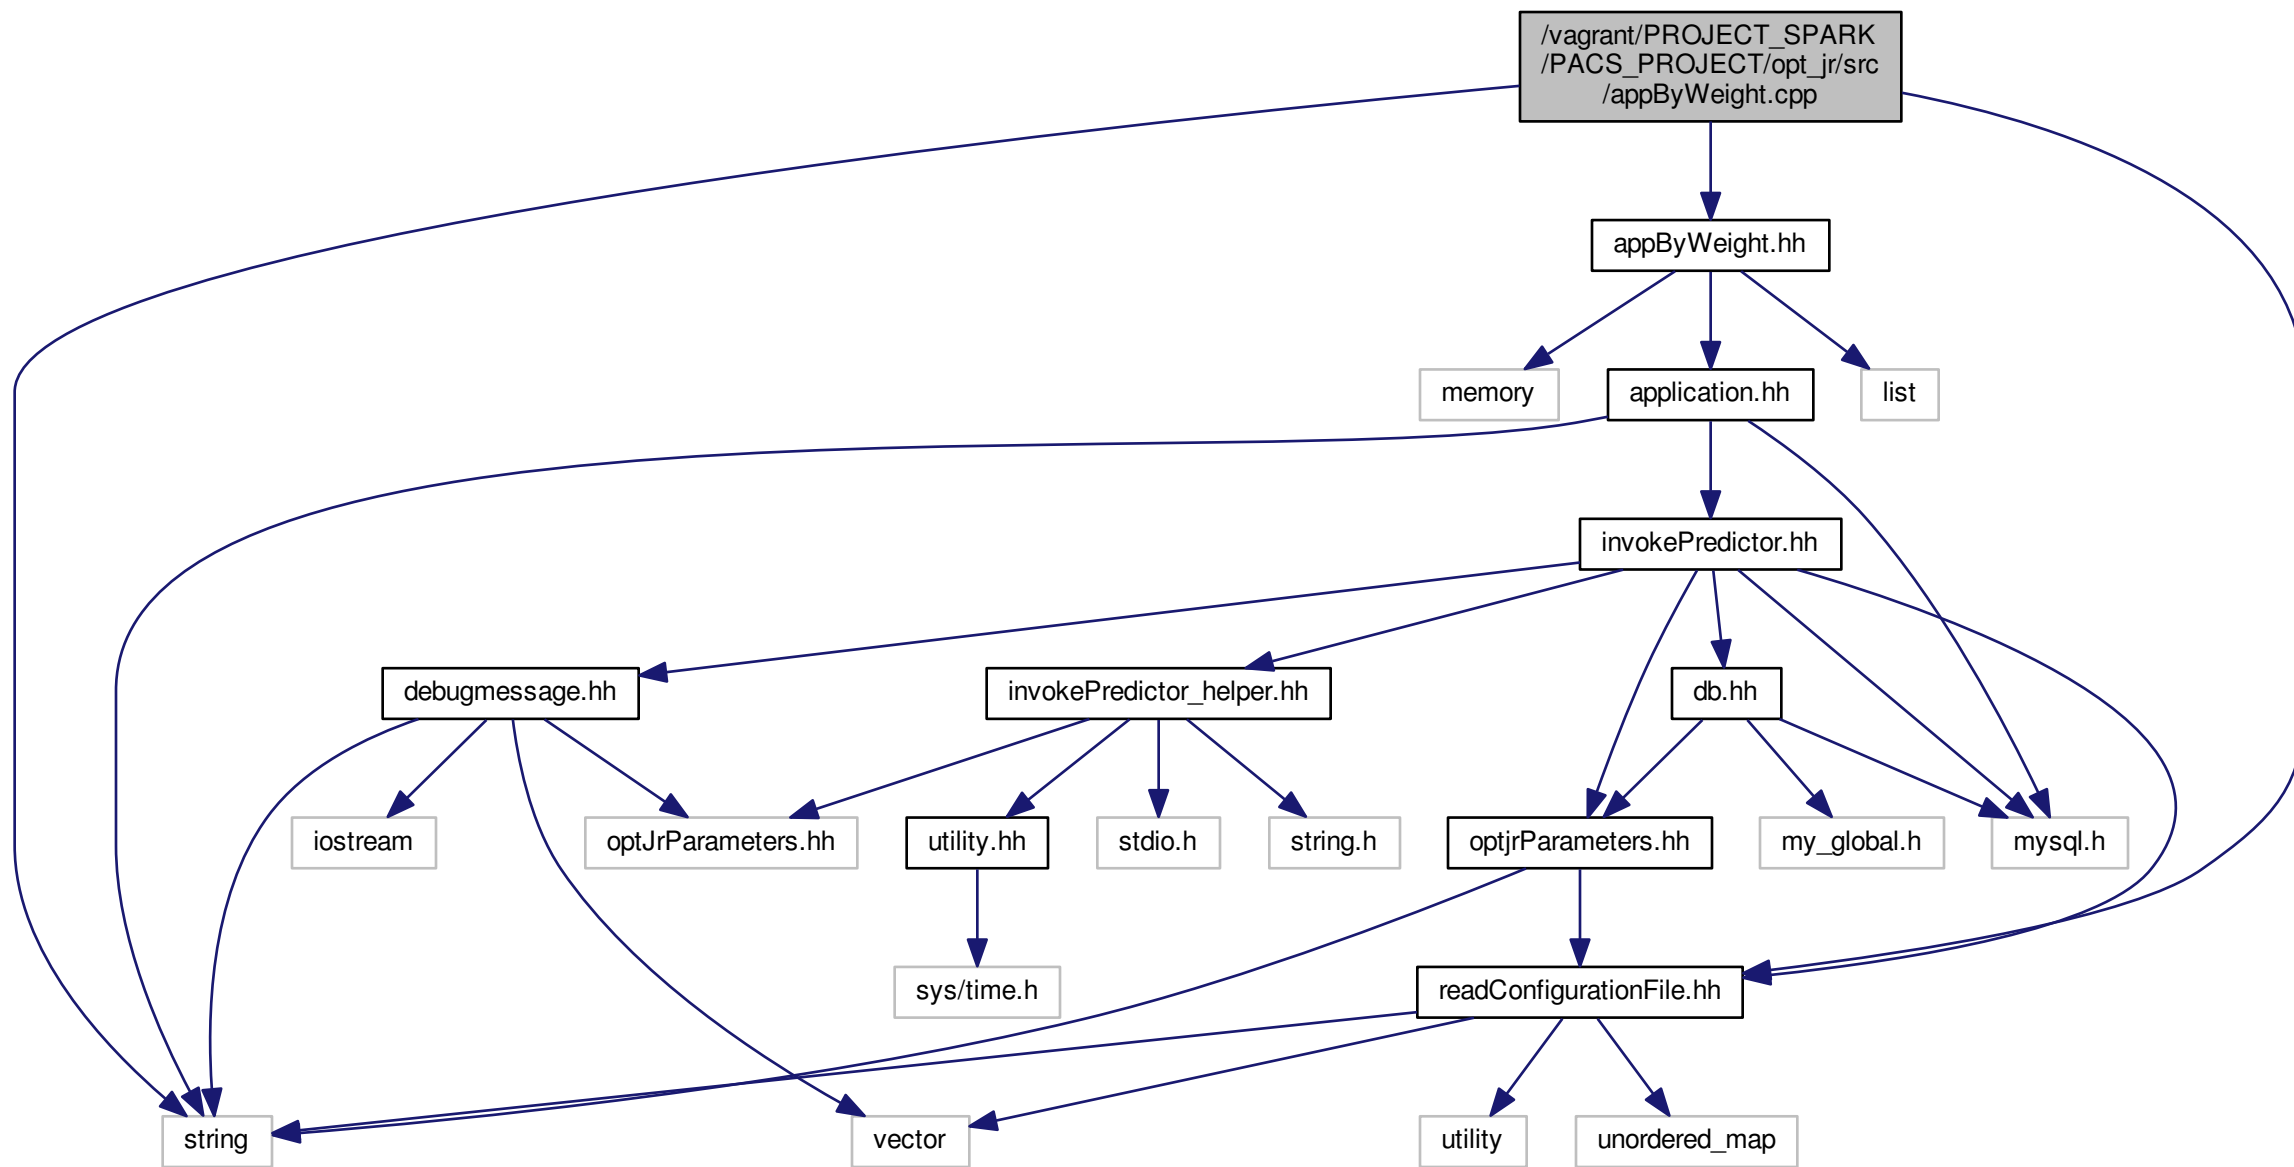 /vagrant/PROJECT_SPARK
/PACS_PROJECT/opt_jr/src
/appByWeight.cpp
appByWeight.hh
memory
application.hh
list
invokePredictor.hh
debugmessage.hh
invokePredictor_helper.hh
db.hh
iostream
optJrParameters.hh
utility.hh
stdio.h
string.h
optjrParameters.hh
my_global.h
mysql.h
sys/time.h
readConfigurationFile.hh
string
vector
utility
unordered_map